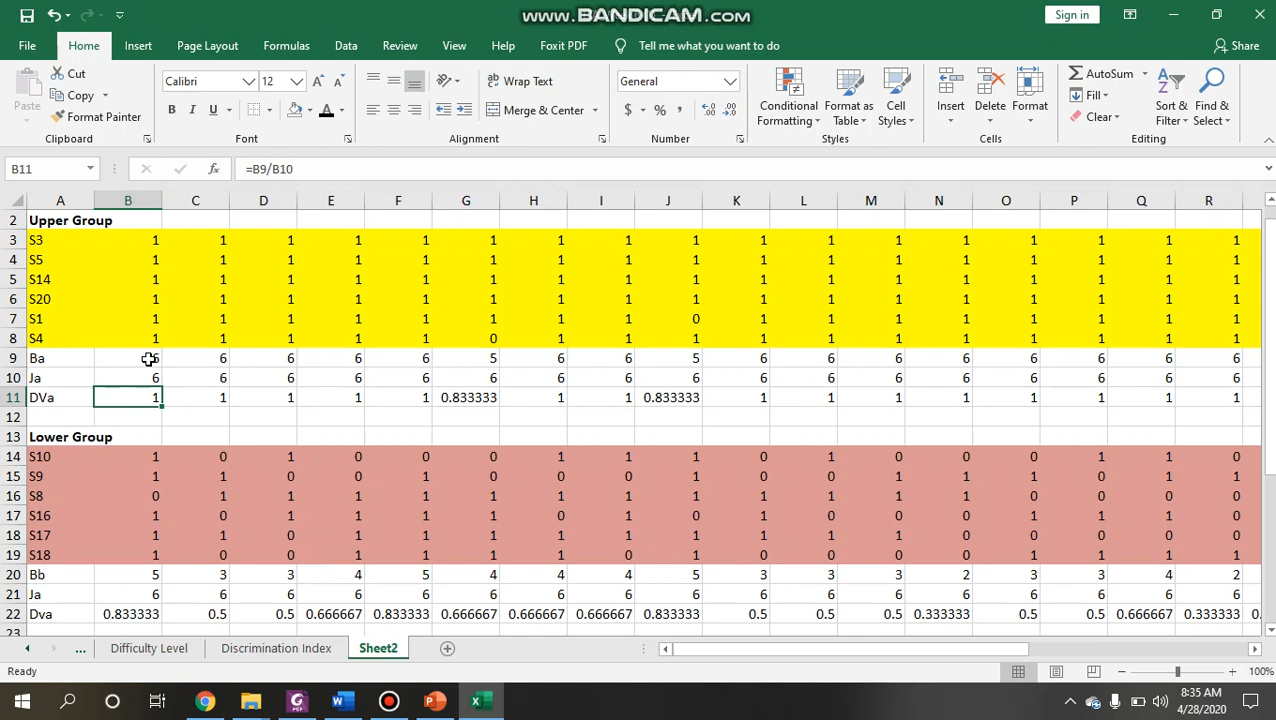 www.BANDICAM.com
Sign in
File Home Insert Page Layout Formulas Data Review View Help Foxit PDF Tell me what you want to do Share
Paste Cut Copy Format Painter
Calibri 12 B I U A
Wrap Text Merge & Center
General $ %
Conditional Formatting Format as Table Cell Styles
Insert Delete Format
AutoSum Fill Clear Sort & Filter Find & Select
Clipboard Font Alignment Number Styles Cells Editing
B11 fx =B9/B10
A B C D E F G H I J K L M N O P Q R
2 Upper Group
3 S3 1 1 1 1 1 1 1 1 1 1 1 1 1 1 1 1 1
4 S5 1 1 1 1 1 1 1 1 1 1 1 1 1 1 1 1 1
5 S14 1 1 1 1 1 1 1 1 1 1 1 1 1 1 1 1 1
6 S20 1 1 1 1 1 1 1 1 1 1 1 1 1 1 1 1 1
7 S1 1 1 1 1 1 1 1 1 0 1 1 1 1 1 1 1 1
8 S4 1 1 1 1 1 0 1 1 1 1 1 1 1 1 1 1 1
9 Ba 6 6 6 6 6 5 6 6 5 6 6 6 6 6 6 6 6
10 Ja 6 6 6 6 6 6 6 6 6 6 6 6 6 6 6 6 6
11 DVa 1 1 1 1 1 0.833333 1 1 0.833333 1 1 1 1 1 1 1 1
12
13 Lower Group
14 S10 1 0 1 0 0 0 1 1 1 0 1 0 0 0 1 1 0
15 S9 1 1 0 0 1 0 0 1 1 0 0 1 1 0 0 1 1
16 S8 0 1 1 1 1 1 1 1 1 1 1 1 1 0 0 0 0
17 S16 1 0 1 1 1 1 0 1 0 1 0 0 0 1 1 1 0
18 S17 1 1 0 1 1 1 1 0 1 1 1 1 0 1 0 0 0
19 S18 1 0 0 1 1 1 1 0 1 0 0 0 0 1 1 1 1
20 Bb 5 3 3 4 5 4 4 4 5 3 3 3 2 3 3 4 2
21 Ja 6 6 6 6 6 6 6 6 6 6 6 6 6 6 6 6 6
22 Dva 0.833333 0.5 0.5 0.666667 0.833333 0.666667 0.666667 0.666667 0.833333 0.5 0.5 0.5 0.333333 0.5 0.5 0.666667 0.333333 0.
23
... Difficulty Level Discrimination Index Sheet2
Ready 100%
8:35 AM
4/28/2020